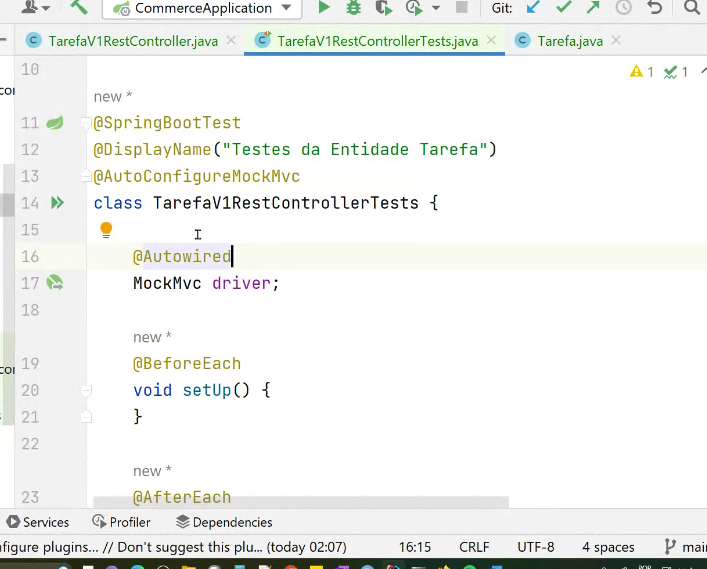 CommerceApplication
Git:
TarefaV1RestController.java
TarefaV1RestControllerTests.java
Tarefa.java
10
1
1
new *
11 @SpringBootTest
12 @DisplayName("Testes da Entidade Tarefa")
13 @AutoConfigureMockMvc
14 class TarefaV1RestControllerTests {
15
16 @Autowired
17 MockMvc driver;
18
new *
19 @BeforeEach
20 void setUp() {
21 }
22
new *
23 @AfterEach
Services Profiler Dependencies
nfigure plugins... // Don't suggest this plu... (today 02:07) 16:15 CRLF UTF-8 4 spaces main